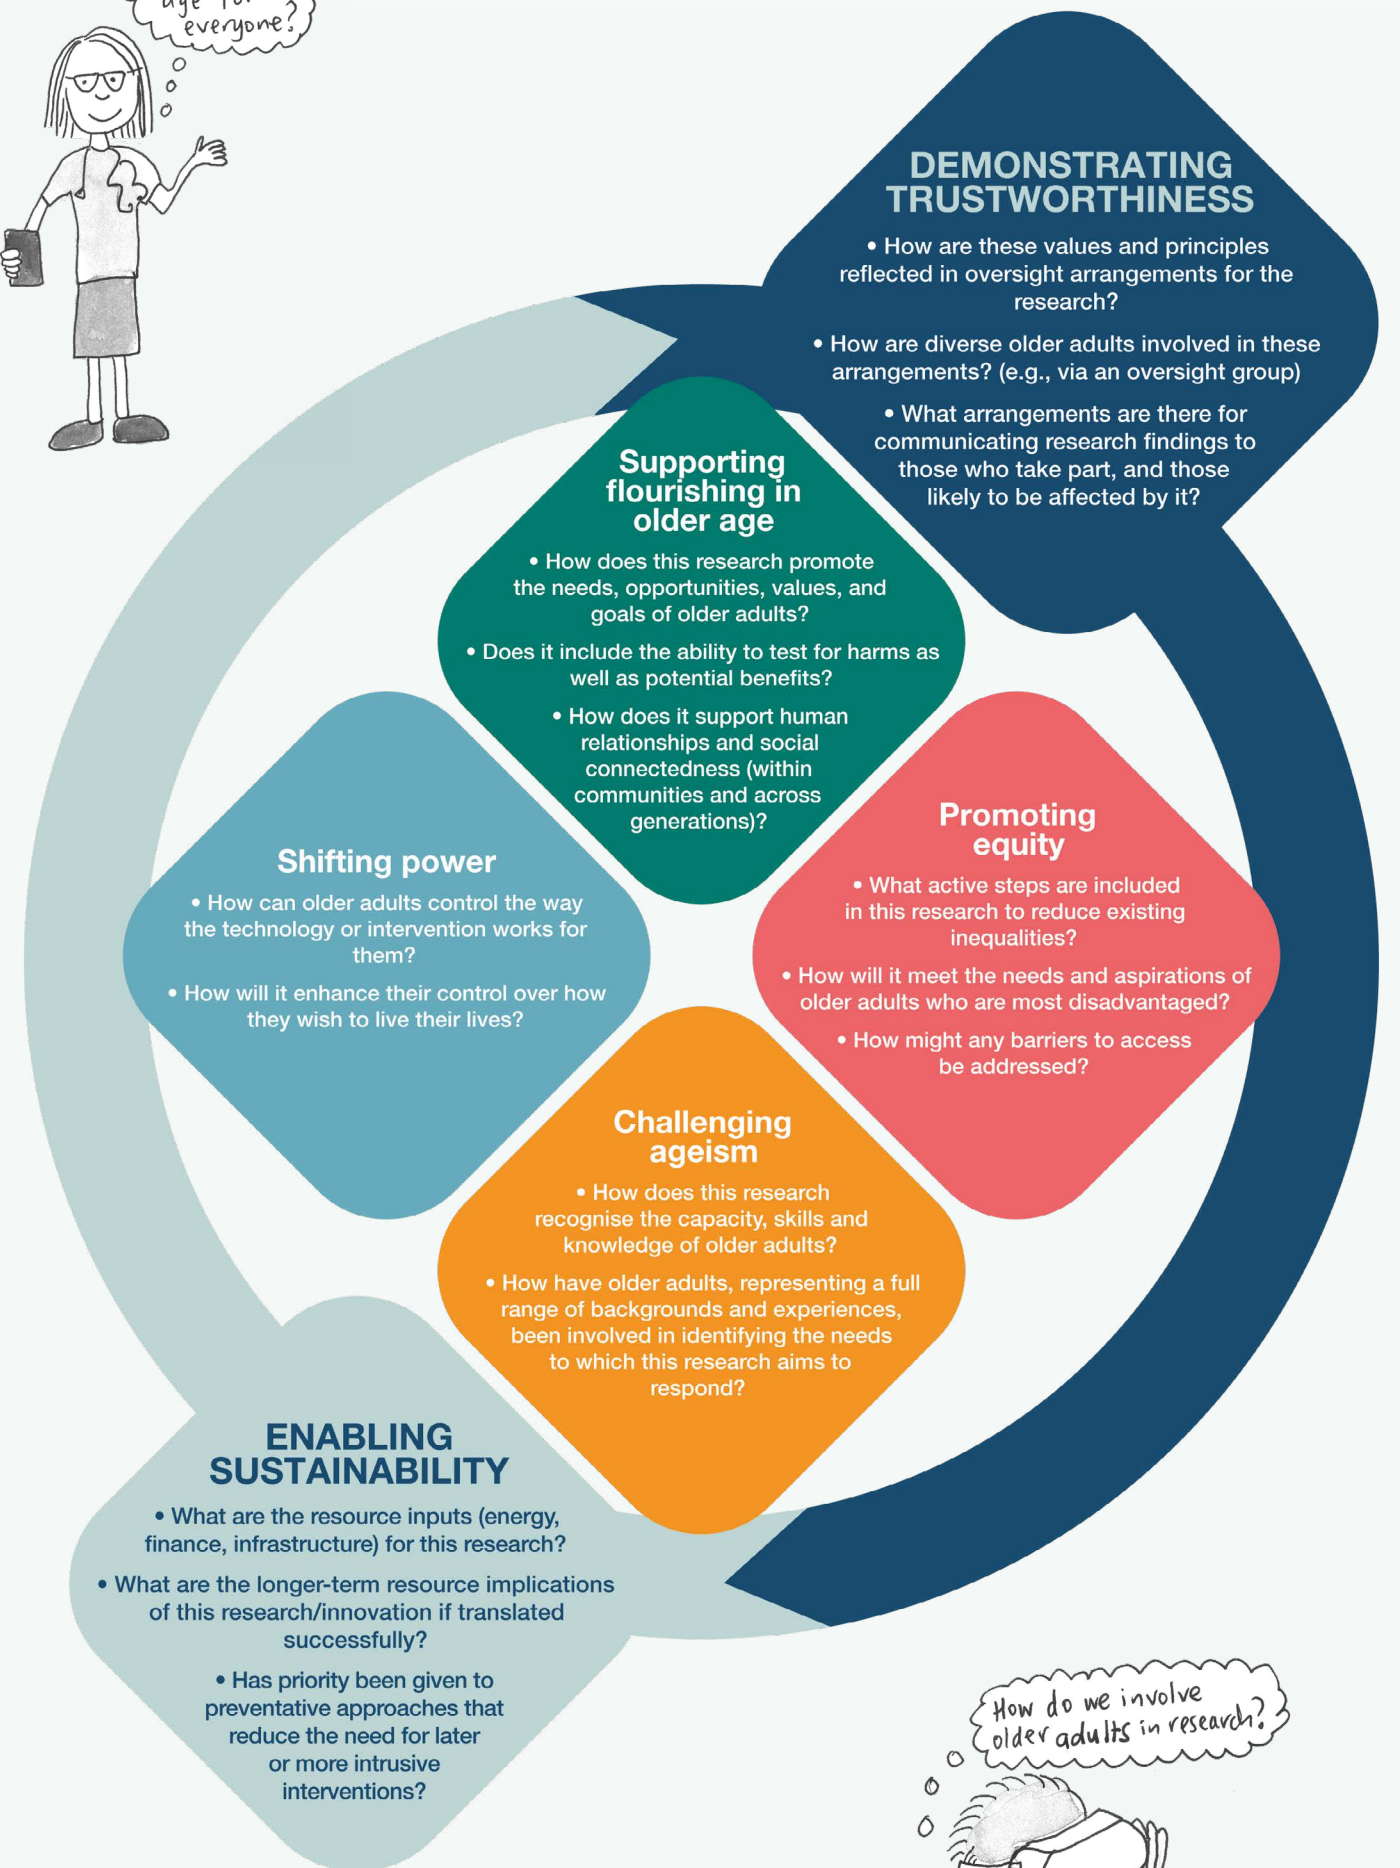 age for
everyone?
DEMONSTRATING
TRUSTWORTHINESS
• How are these values and principles
reflected in oversight arrangements for the
research?
• How are diverse older adults involved in these
arrangements? (e.g., via an oversight group)
• What arrangements are there for
communicating research findings to
those who take part, and those
likely to be affected by it?
Supporting
flourishing in
older age
• How does this research promote
the needs, opportunities, values, and
goals of older adults?
• Does it include the ability to test for harms as
well as potential benefits?
• How does it support human
relationships and social
connectedness (within
communities and across
generations)?
Shifting power
• How can older adults control the way
the technology or intervention works for
them?
• How will it enhance their control over how
they wish to live their lives?
Promoting
equity
• What active steps are included
in this research to reduce existing
inequalities?
• How will it meet the needs and aspirations of
older adults who are most disadvantaged?
• How might any barriers to access
be addressed?
Challenging
ageism
• How does this research
recognise the capacity, skills and
knowledge of older adults?
• How have older adults, representing a full
range of backgrounds and experiences,
been involved in identifying the needs
to which this research aims to
respond?
ENABLING
SUSTAINABILITY
• What are the resource inputs (energy,
finance, infrastructure) for this research?
• What are the longer-term resource implications
of this research/innovation if translated
successfully?
• Has priority been given to
preventative approaches that
reduce the need for later
or more intrusive
interventions?
How do we involve
older adults in research?